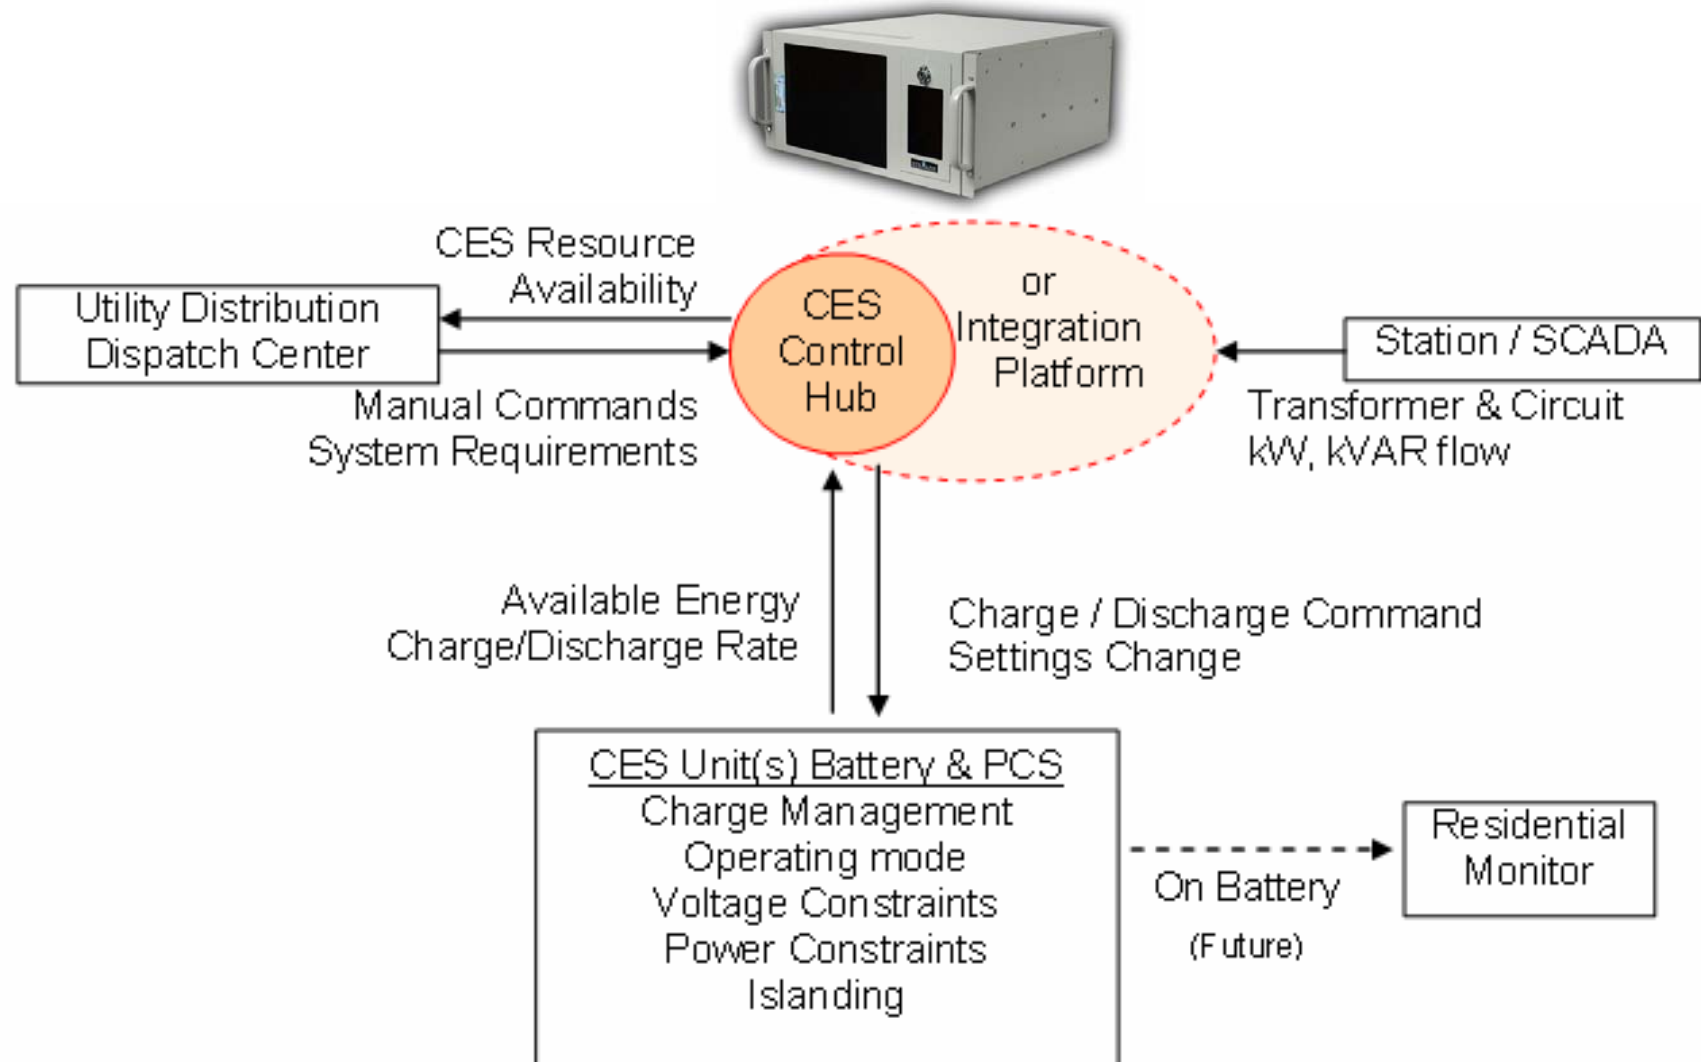 CES Resource
Availability
Utility Distribution
Dispatch Center
Manual Commands
System Requirements
CES
Control
Hub
or
Integration
Platform
Station / SCADA
Transformer & Circuit
kW, kVAR flow
Available Energy
Charge/Discharge Rate
Charge / Discharge Command
Settings Change
CES Unit(s) Battery & PCS
Charge Management
Operating mode
Voltage Constraints
Power Constraints
Islanding
On Battery
(Future)
Residential
Monitor